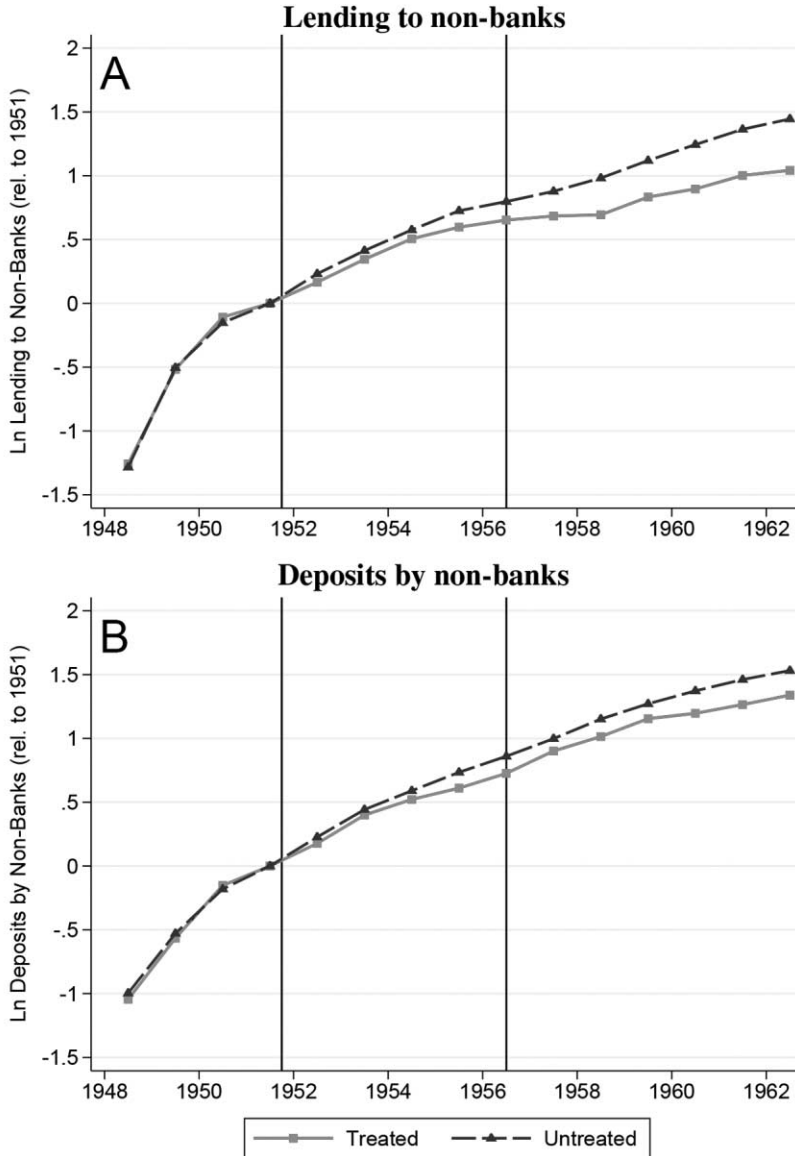 Lending to non-banks
A
Ln Lending to Non-Banks (rel. to 1951)
2
1.5
1
.5
0
-.5
-1
-1.5
1948 1950 1952 1954 1956 1958 1960 1962
Deposits by non-banks
B
Ln Deposits by Non-Banks (rel. to 1951)
2
1.5
1
.5
0
-.5
-1
-1.5
1948 1950 1952 1954 1956 1958 1960 1962
Treated Untreated